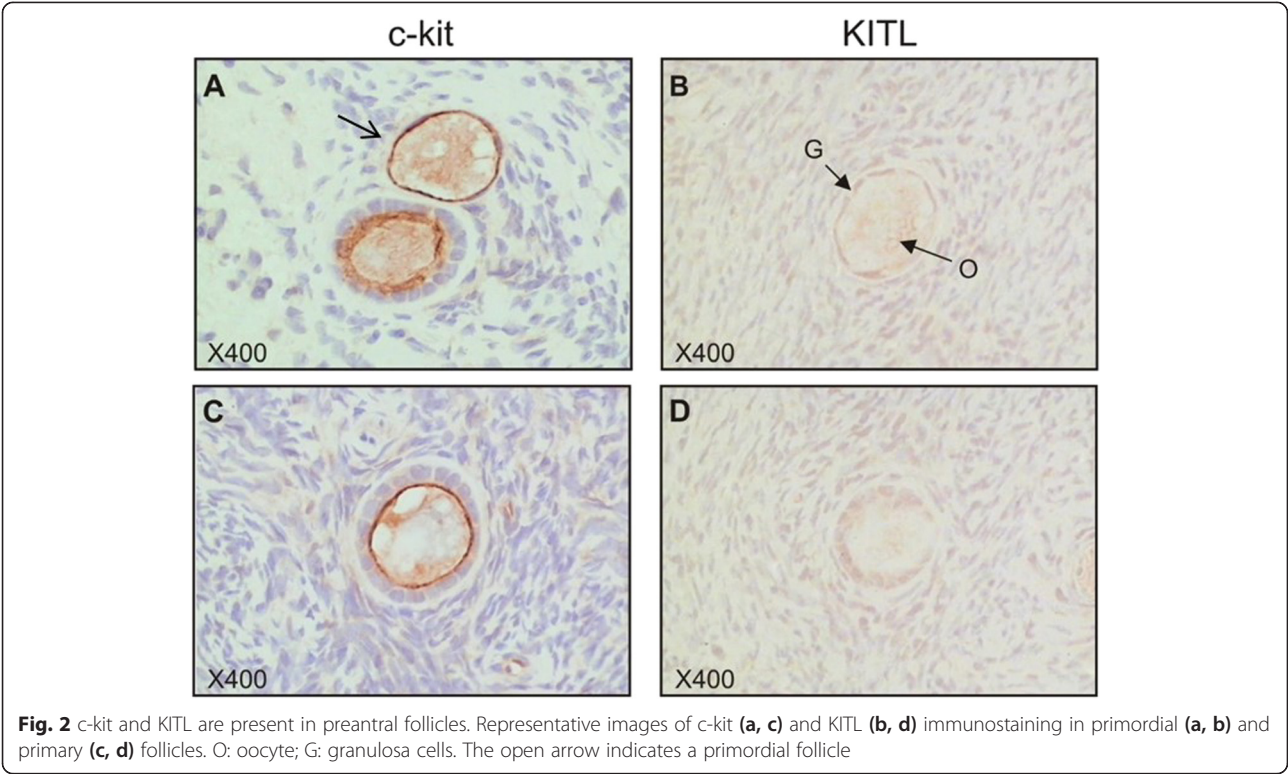 c-kit
KITL
A
X400
B
G
O
X400
C
X400
D
X400
Fig. 2 c-kit and KITL are present in preantral follicles. Representative images of c-kit (a, c) and KITL (b, d) immunostaining in primordial (a, b) and
primary (c, d) follicles. O: oocyte; G: granulosa cells. The open arrow indicates a primordial follicle